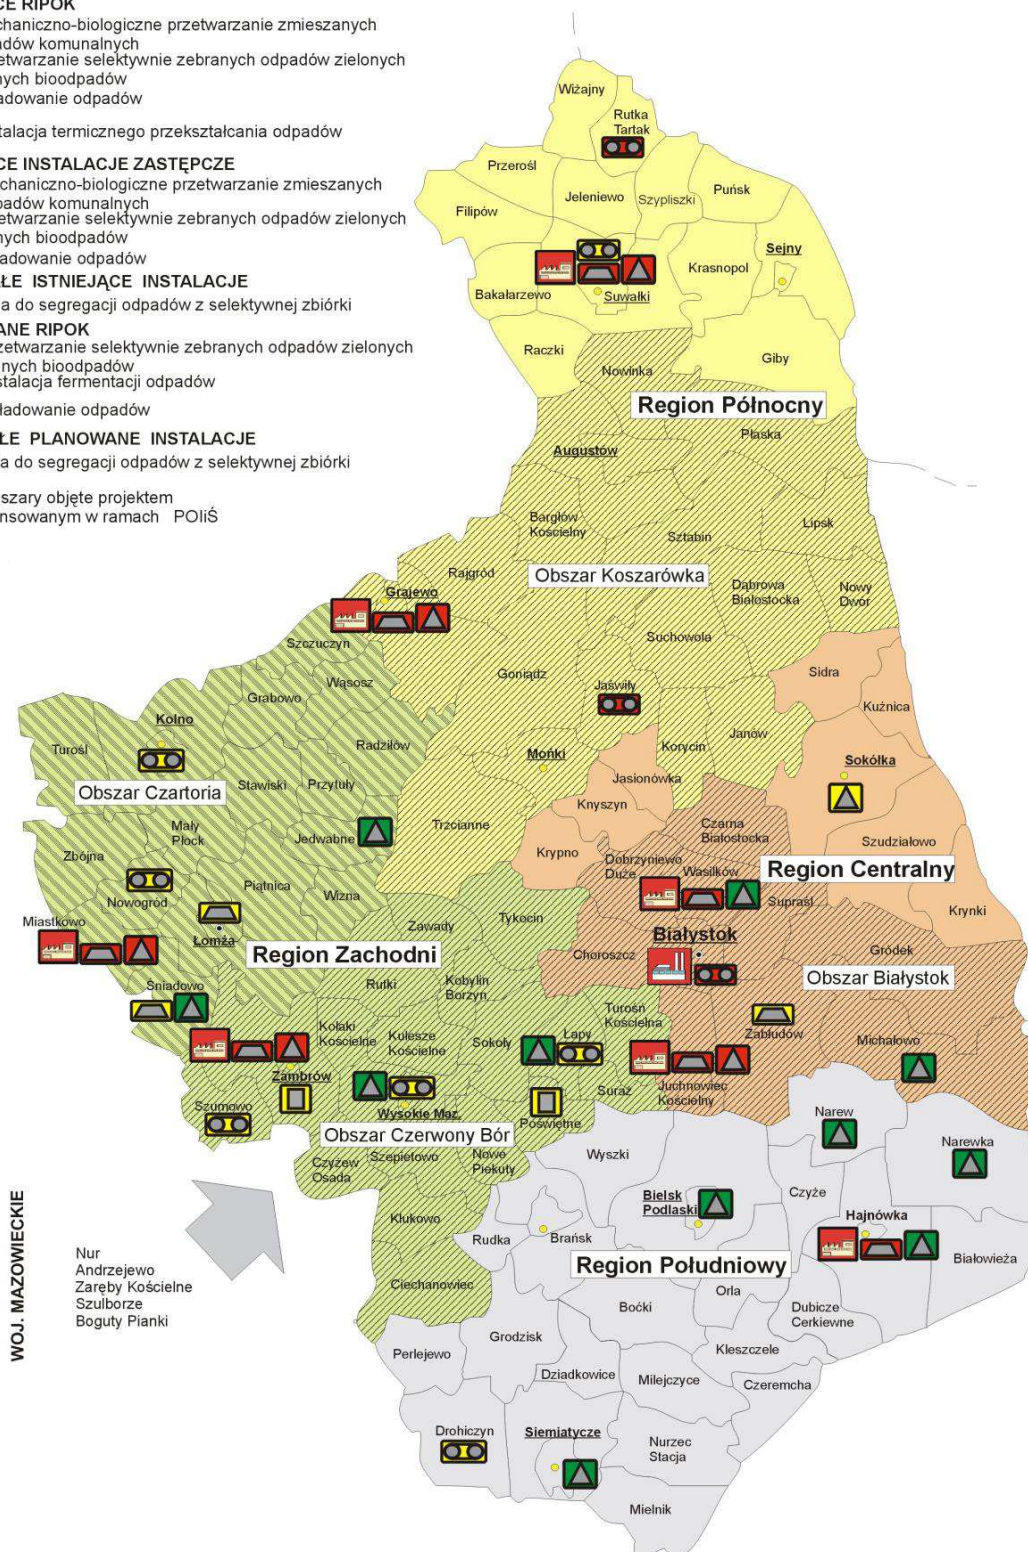 CE RIPOK
chaniczno-biologiczne przetwarzanie zmieszanych
adów komunalnych
etwarzanie selektywnie zebranych odpadów zielonych
nych bioodpadów
adowanie odpadów
talacja termicznego przekształcania odpadów
CE INSTALACJE ZASTĘPCZE
chaniczno-biologiczne przetwarzanie zmieszanych
padów komunalnych
etwarzanie selektywnie zebranych odpadów zielonych
nych bioodpadów
adowanie odpadów
AŁE ISTNIEJĄCE INSTALACJE
a do segregacji odpadów z selektywnej zbiórki
ANE RIPOK
zetwarzanie selektywnie zebranych odpadów zielonych
nych bioodpadów
stalacja fermentacji odpadów
ładowanie odpadów
ŁE PLANOWANE INSTALACJE
a do segregacji odpadów z selektywnej zbiórki
szary objęte projektem
nsowanym w ramach POIiŚ
Wiżajny
Rutka
Tartak
Przerośl
Jeleniewo
Szypliszki
Puńsk
Filipów
Sejny
Krasnopol
Bakałarzewo
Suwałki
Raczki
Giby
Nowinka
Region Północny
Płaska
Augustów
Bargłów
Kościelny
Lipsk
Sztabin
Rajgród
Obszar Koszarówka
Dąbrowa
Białostocka
Nowy
Dwór
Grajewo
Szczuczyn
Suchowola
Wąsosz
Goniądz
Jaświły
Sidra
Grabowo
Kuźnica
Kolno
Turośl
Radziłów
Korycin
Janów
Mońki
Sokółka
Jasionówka
Stawiski
Przytuły
Obszar Czartoria
Knyszyn
Mały
Płock
Trzcianne
Jedwabne
Czarna
Białostocka
Szudziałowo
Zbójna
Krypno
Dobrzyniewo
Duże
Wasilków
Region Centralny
Piątnica
Wizna
Nowogród
Supraśl
Krynki
Miastkowo
Tykocin
Zawady
Łomża
Białystok
Region Zachodni
Choroszcz
Gródek
Obszar Białystok
Śniadowo
Rutki
Kobylin
Borzyn
Turośń
Kościelna
Kołaki
Kościelne
Kulesze
Kościelne
Sokoły
Łapy
Zabłudów
Michałowo
Zambrów
Suraż
Juchnowiec
Kościelny
Szumowo
Wysokie Maz.
Poświętne
Narew
Obszar Czerwony Bór
Narewka
Wyszki
Szepietowo
Nowe
Piekuty
Czyżew
Osada
Czyże
Bielsk
Podlaski
Klukowo
Hajnówka
Rudka
Brańsk
Białowieża
Region Południowy
Ciechanowiec
Orla
Boćki
Dubicze
Cerkiewne
Grodzisk
Kleszczele
Perlejewo
Dziadkowice
Milejczyce
Czeremcha
Drohiczyn
Siemiatycze
Nurzec
Stacja
Mielnik
WOJ. MAZOWIECKIE
Nur
Andrzejewo
Zaręby Kościelne
Szulborze
Boguty Pianki